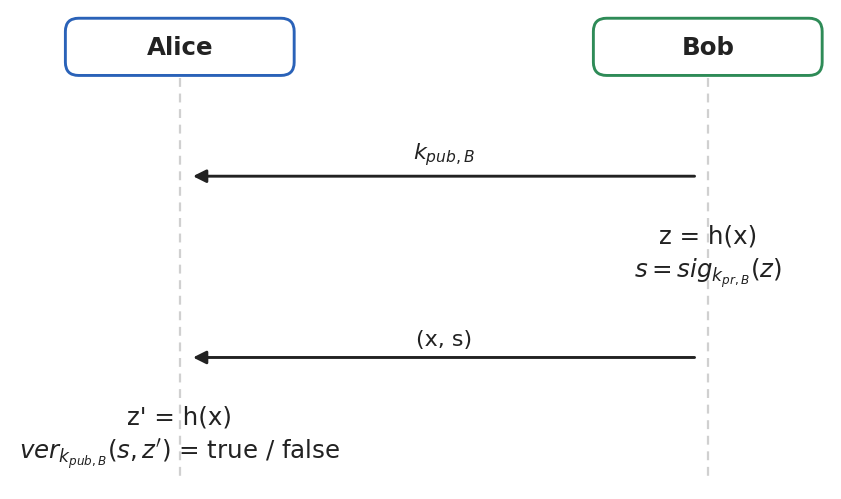 Alice
Bob
k_{pub,B}
z = h(x)
s = sig_{k_{pr,B}}(z)
(x, s)
z' = h(x)
ver_{k_{pub,B}}(s, z') = true / false